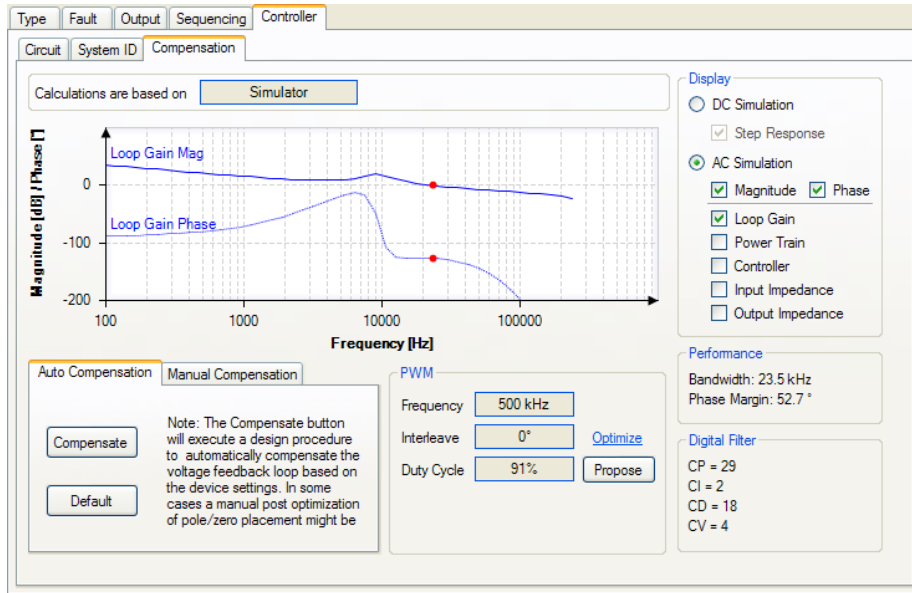 Type Fault Output Sequencing Controller
Circuit System ID Compensation
Calculations are based on Simulator
Magnitude [dB] / Phase [°]
Loop Gain Mag
Loop Gain Phase
0
-100
-200
100 1000 10000 100000
Frequency [Hz]
Display
DC Simulation
Step Response
AC Simulation
Magnitude Phase
Loop Gain
Power Train
Controller
Input Impedance
Output Impedance
Auto Compensation Manual Compensation
Compensate
Default
Note: The Compensate button
will execute a design procedure
to automatically compensate the
voltage feedback loop based on
the device settings. In some
cases a manual post optimization
of pole/zero placement might be
PWM
Frequency 500 kHz
Interleave 0° Optimize
Duty Cycle 91% Propose
Performance
Bandwidth: 23.5 kHz
Phase Margin: 52.7 °
Digital Filter
CP = 29
CI = 2
CD = 18
CV = 4